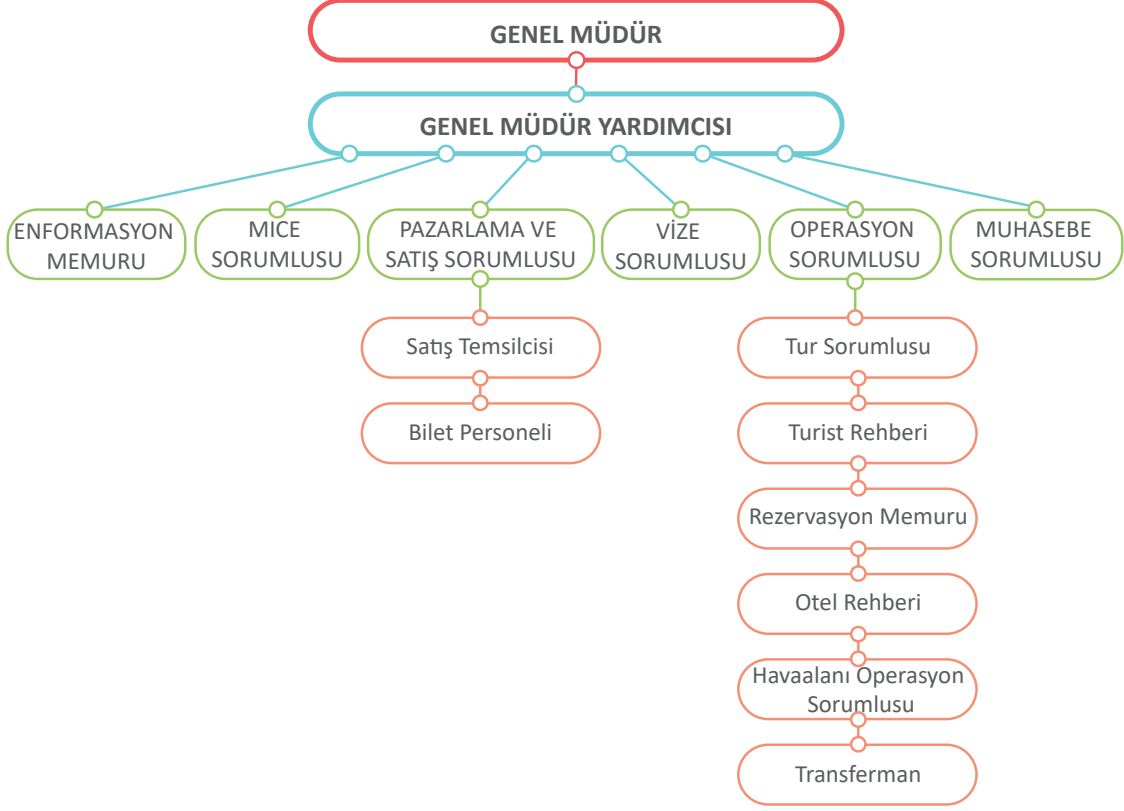 GENEL MÜDÜR
GENEL MÜDÜR YARDIMCISI
ENFORMASYON
MEMURU
MICE
SORUMLUSU
PAZARLAMA VE
SATIŞ SORUMLUSU
VİZE
SORUMLUSU
OPERASYON
SORUMLUSU
MUHASEBE
SORUMLUSU
Satış Temsilcisi
Bilet Personeli
Tur Sorumlusu
Turist Rehberi
Rezervasyon Memuru
Otel Rehberi
Havaalanı Operasyon
Sorumlusu
Transferman